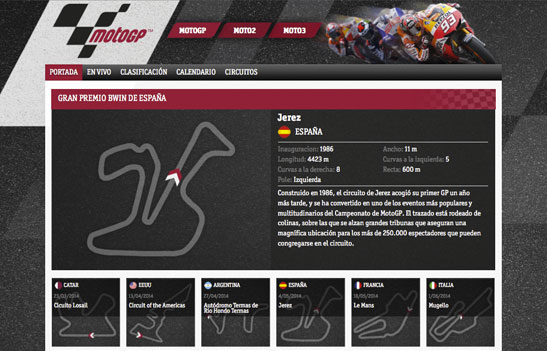 MotoGP™
MOTOGP
MOTO2
MOTO3
93
PORTADA
EN VIVO
CLASIFICACIÓN
CALENDARIO
CIRCUITOS
GRAN PREMIO BWIN DE ESPAÑA
Jerez
ESPAÑA
Inauguracion: 1986
Ancho: 11 m
Longitud: 4423 m
Curvas a la izquierda: 5
Curvas a la derecha: 8
Recta: 600 m
Pole: Izquierda
Construido en 1986, el circuito de Jerez acogió su primer GP un año
más tarde, y se ha convertido en uno de los eventos más populares y
multitudinarios del Campeonato de MotoGP. El trazado está rodeado de
colinas, sobre las que se alzan grandes tribunas que aseguran una
magnífica ubicación para los más de 250.000 espectadores que pueden
congregarse en el circuito.
CATAR
23/03/2014
Cicuito Losail
EEUU
13/04/2014
Circuit of the Americas
ARGENTINA
27/04/2014
Autódromo Termas de
Río Hondo Termas
ESPAÑA
4/05/2014
Jerez
FRANCIA
18/05/2014
Le Mans
ITALIA
1/06/2014
Mugello